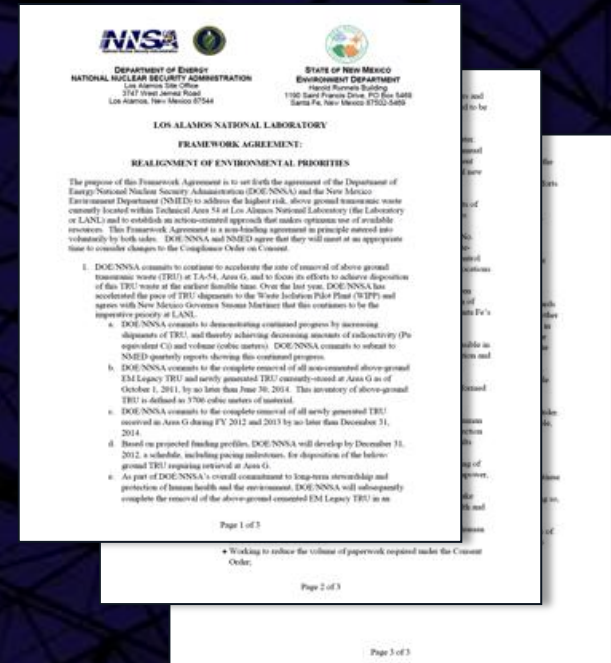 NNSA
National Nuclear Security Administration
DEPARTMENT OF ENERGY
NATIONAL NUCLEAR SECURITY ADMINISTRATION
Los Alamos Site Office
3747 West Jemez Road
Los Alamos, New Mexico 87544
STATE OF NEW MEXICO
ENVIRONMENT DEPARTMENT
Harold Runnels Building
1190 Saint Francis Drive, PO Box 5469
Santa Fe, New Mexico 87502-5469
LOS ALAMOS NATIONAL LABORATORY
FRAMEWORK AGREEMENT:
REALIGNMENT OF ENVIRONMENTAL PRIORITIES
The purpose of this Framework Agreement is to set forth the agreement of the Department of
Energy/National Nuclear Security Administration (DOE/NNSA) and the New Mexico
Environment Department (NMED) to address the highest risk, above ground transuranic waste
currently located within Technical Area 54 at Los Alamos National Laboratory (the Laboratory
or LANL) and to establish an action-oriented approach that makes optimum use of available
resources. This Framework Agreement is a non-binding agreement in principle entered into
voluntarily by both sides. DOE/NNSA and NMED agree that they will meet at an appropriate
time to consider changes to the Compliance Order on Consent.
1. DOE/NNSA commits to continue to accelerate the rate of removal of above ground
transuranic waste (TRU) at TA-54, Area G, and to focus its efforts to achieve disposition
of this TRU waste at the earliest feasible time. Over the last year, DOE/NNSA has
accelerated the pace of TRU shipments to the Waste Isolation Pilot Plant (WIPP) and
agrees with New Mexico Governor Susana Martinez that this continues to be the
imperative priority at LANL.
a. DOE/NNSA commits to demonstrating continued progress by increasing
shipments of TRU, and thereby achieving decreasing amounts of radioactivity (Pu
equivalent Ci) and volume (cubic meters). DOE/NNSA commits to submit to
NMED quarterly reports showing this continued progress.
b. DOE/NNSA commits to the complete removal of all non-cemented above-ground
EM Legacy TRU and newly generated TRU currently-stored at Area G as of
October 1, 2011, by no later than June 30, 2014. This inventory of above-ground
TRU is defined as 3706 cubic meters of material.
c. DOE/NNSA commits to the complete removal of all newly generated TRU
received in Area G during FY 2012 and 2013 by no later than December 31,
2014.
d. Based on projected funding profiles, DOE/NNSA will develop by December 31,
2012, a schedule, including pacing milestones, for disposition of the below-
ground TRU requiring retrieval at Area G.
e. As part of DOE/NNSA's overall commitment to long-term stewardship and
protection of human health and the environment, DOE/NNSA will subsequently
complete the removal of the above-ground cemented EM Legacy TRU in an
Page 1 of 3
♦ Working to reduce the volume of paperwork required under the Consent
Order;
Page 2 of 3
Page 3 of 3